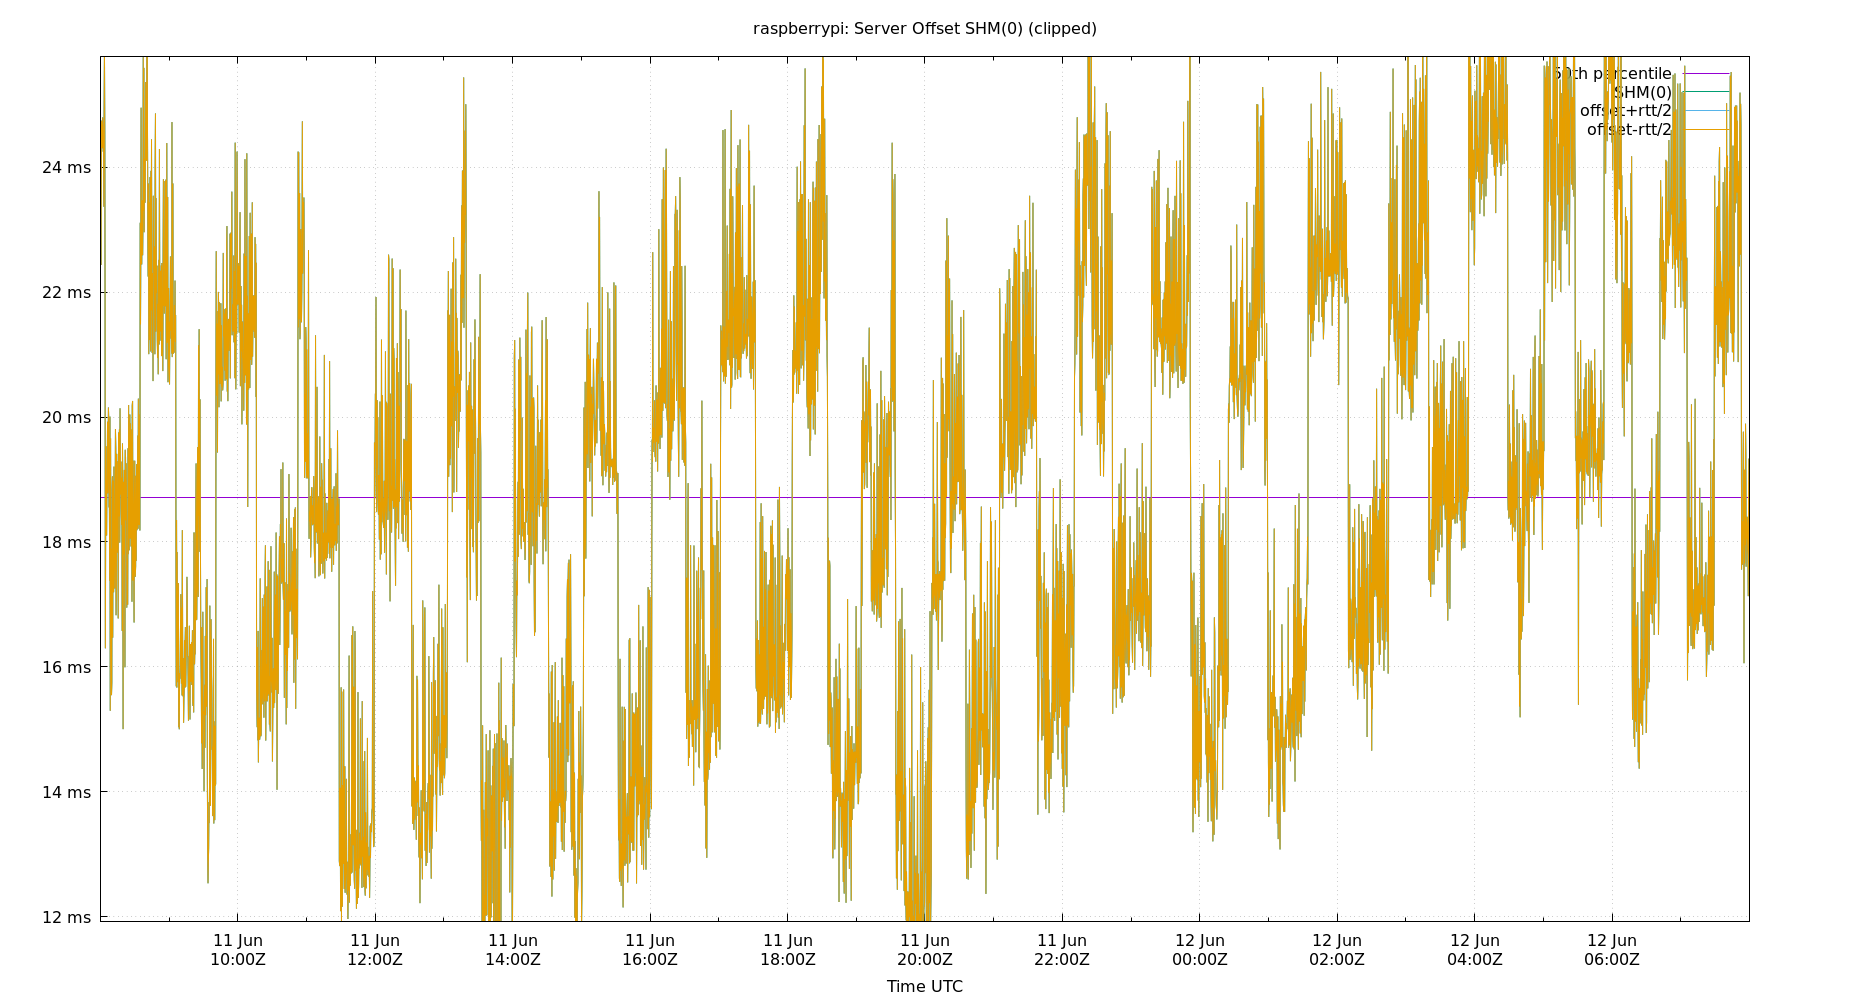 raspberrypi: Server Offset SHM(0) (clipped)
50th percentile
SHM(0)
offset+rtt/2
offset-rtt/2
24 ms
22 ms
20 ms
18 ms
16 ms
14 ms
12 ms
11 Jun 11 Jun 11 Jun 11 Jun 11 Jun 11 Jun 11 Jun 12 Jun 12 Jun 12 Jun 12 Jun
10:00Z 12:00Z 14:00Z 16:00Z 18:00Z 20:00Z 22:00Z 00:00Z 02:00Z 04:00Z 06:00Z
Time UTC